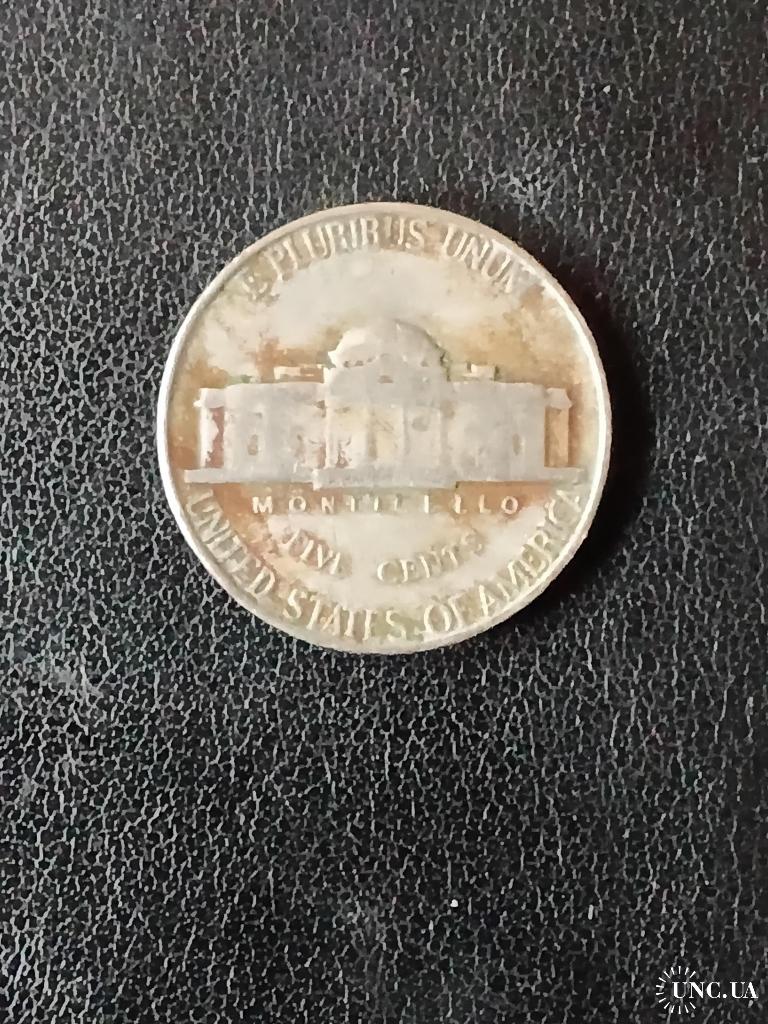 E PLURIBUS UNUM
MONTICELLO
FIVE CENTS
UNITED STATES OF AMERICA
UNC.UA